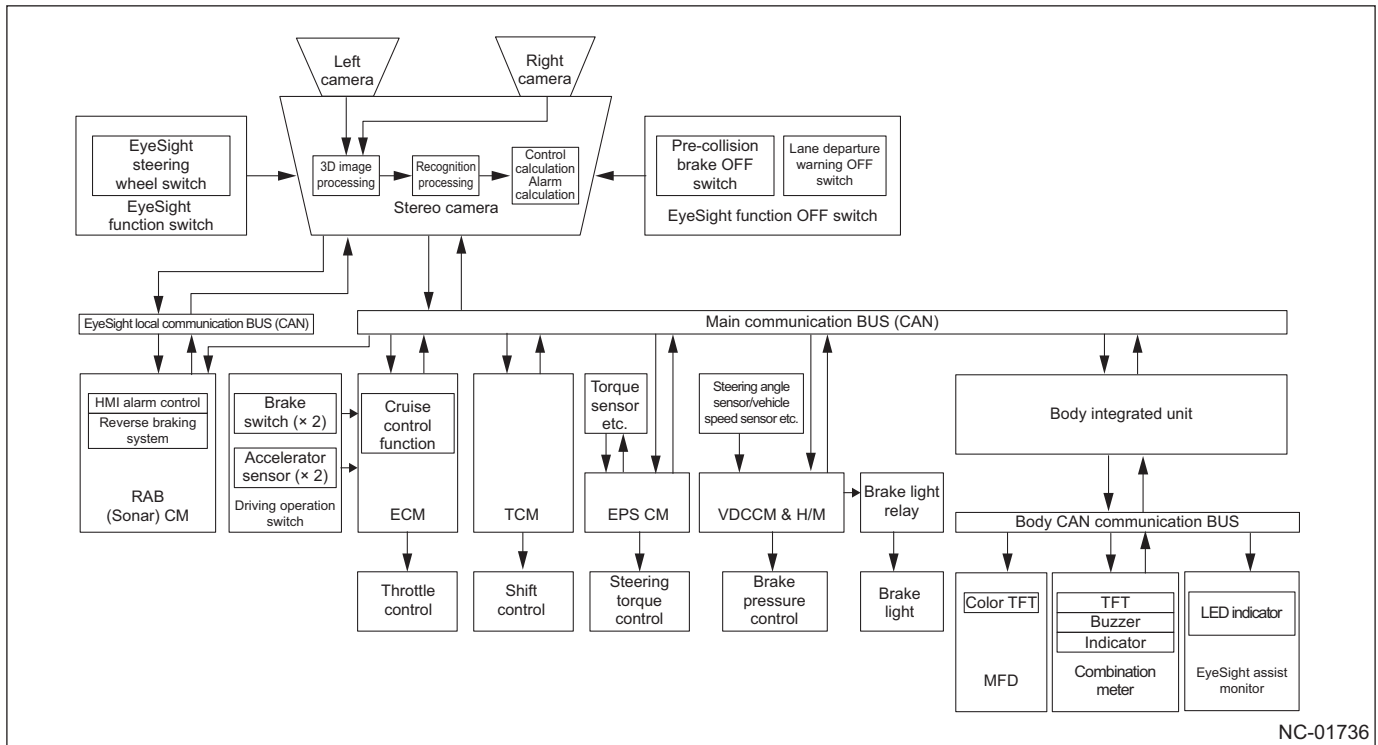 Left
camera
Right
camera
EyeSight
steering
wheel switch
EyeSight
function switch
3D image
processing
Recognition
processing
Control
calculation
Alarm
calculation
Stereo camera
Pre-collision
brake OFF
switch
Lane departure
warning OFF
switch
EyeSight function OFF switch
EyeSight local communication BUS (CAN)
Main communication BUS (CAN)
HMI alarm control
Reverse braking
system
RAB
(Sonar) CM
Brake
switch (× 2)
Accelerator
sensor (× 2)
Driving operation
switch
Cruise
control
function
ECM
TCM
Torque
sensor
etc.
EPS CM
Steering angle
sensor/vehicle
speed sensor etc.
VDCCM & H/M
Brake light
relay
Body integrated unit
Body CAN communication BUS
Throttle
control
Shift
control
Steering
torque
control
Brake
pressure
control
Brake
light
Color TFT
MFD
TFT
Buzzer
Indicator
Combination
meter
LED indicator
EyeSight assist
monitor
NC-01736